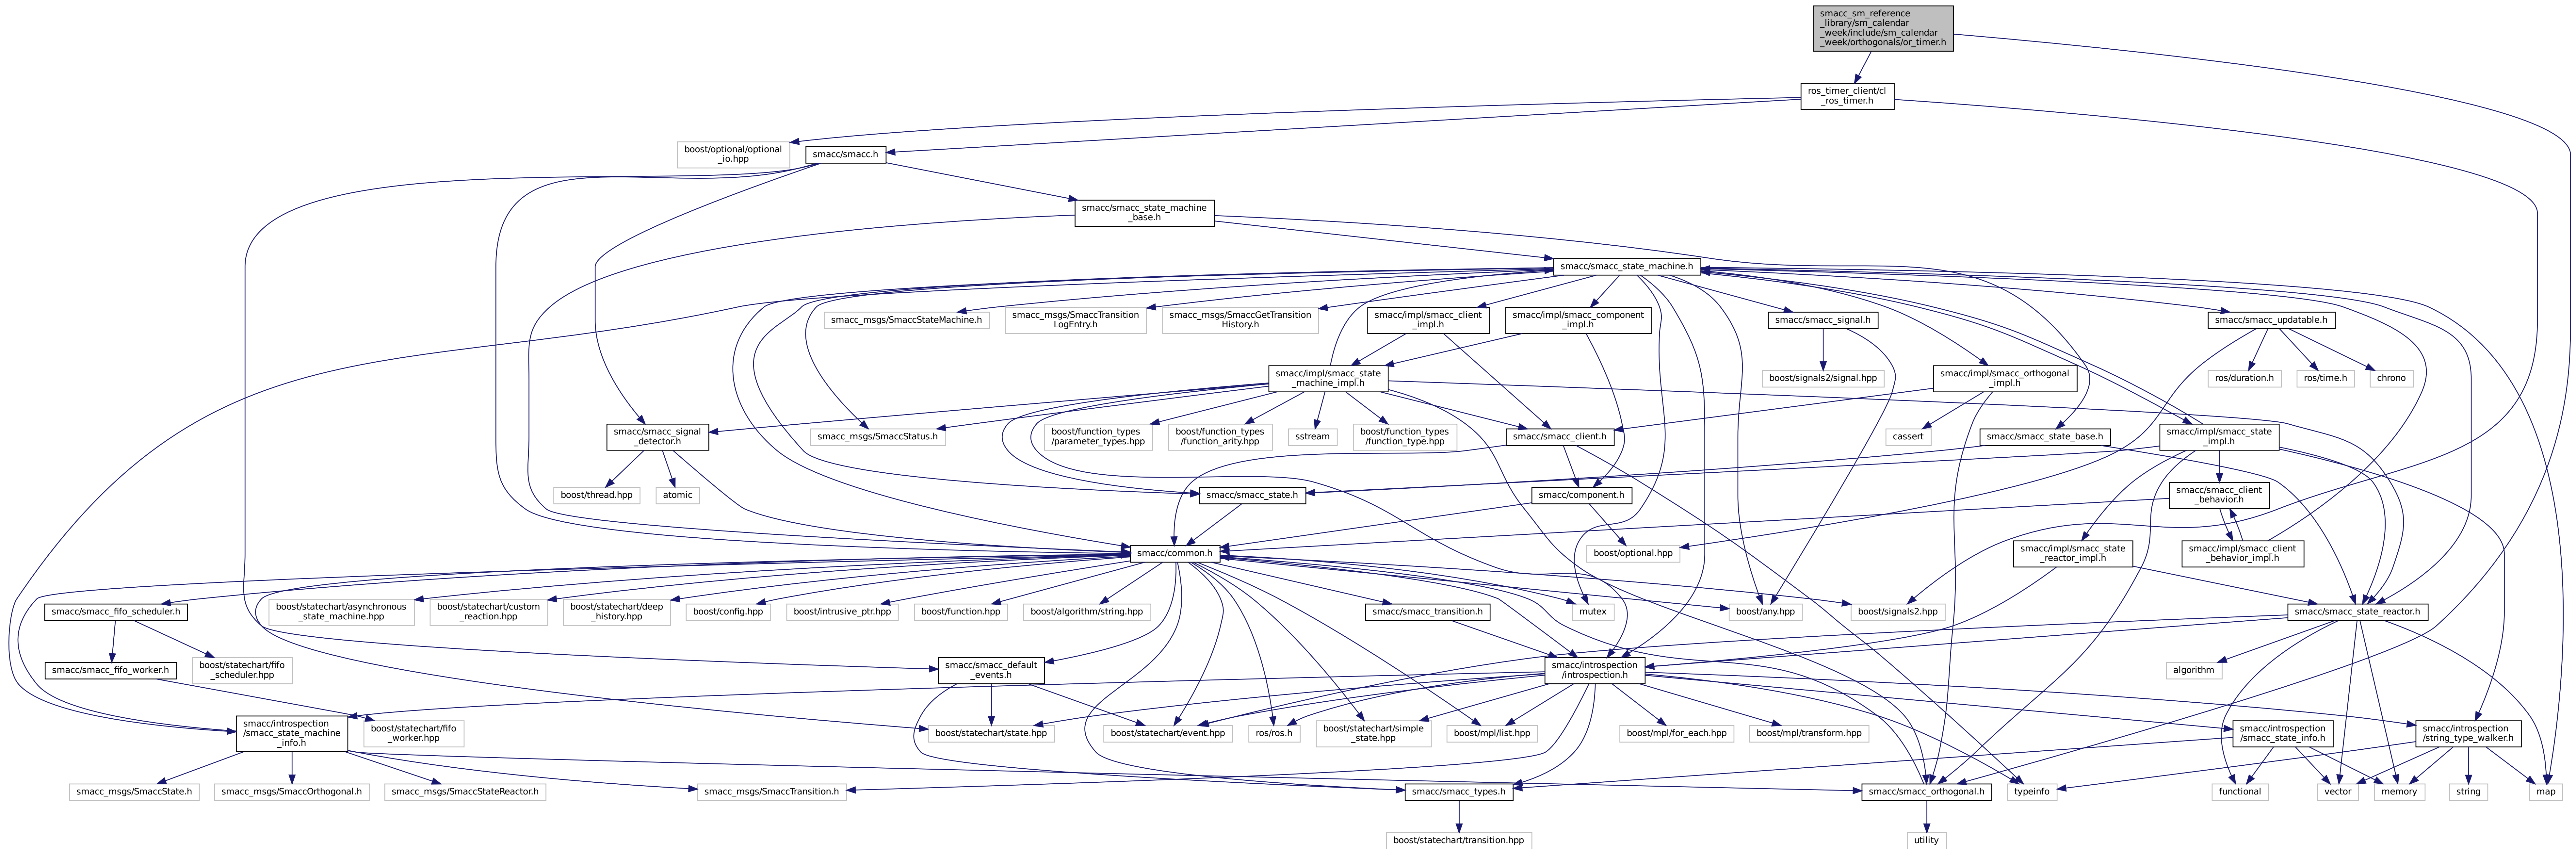 smacc_sm_reference
_library/sm_calendar
_week/include/sm_calendar
_week/orthogonals/or_timer.h
ros_timer_client/cl
_ros_timer.h
boost/optional/optional
_io.hpp
smacc/smacc.h
smacc/smacc_state_machine
_base.h
smacc/smacc_state_machine.h
smacc_msgs/SmaccStateMachine.h
smacc_msgs/SmaccTransition
LogEntry.h
smacc_msgs/SmaccGetTransition
History.h
smacc/impl/smacc_client
_impl.h
smacc/impl/smacc_component
_impl.h
smacc/smacc_signal.h
smacc/smacc_updatable.h
smacc/impl/smacc_state
_machine_impl.h
boost/signals2/signal.hpp
smacc/impl/smacc_orthogonal
_impl.h
ros/duration.h
ros/time.h
chrono
smacc/smacc_signal
_detector.h
smacc_msgs/SmaccStatus.h
boost/function_types
/parameter_types.hpp
boost/function_types
/function_arity.hpp
sstream
boost/function_types
/function_type.hpp
smacc/smacc_client.h
cassert
smacc/smacc_state_base.h
smacc/impl/smacc_state
_impl.h
boost/thread.hpp
atomic
smacc/smacc_state.h
smacc/component.h
smacc/smacc_client
_behavior.h
smacc/common.h
boost/optional.hpp
smacc/impl/smacc_state
_reactor_impl.h
smacc/impl/smacc_client
_behavior_impl.h
smacc/smacc_fifo_scheduler.h
boost/statechart/asynchronous
_state_machine.hpp
boost/statechart/custom
_reaction.hpp
boost/statechart/deep
_history.hpp
boost/config.hpp
boost/intrusive_ptr.hpp
boost/function.hpp
boost/algorithm/string.hpp
smacc/smacc_transition.h
mutex
boost/any.hpp
boost/signals2.hpp
smacc/smacc_state_reactor.h
smacc/smacc_fifo_worker.h
boost/statechart/fifo
_scheduler.hpp
smacc/smacc_default
_events.h
smacc/introspection
/introspection.h
algorithm
smacc/introspection
/smacc_state_machine
_info.h
boost/statechart/fifo
_worker.hpp
boost/statechart/state.hpp
boost/statechart/event.hpp
ros/ros.h
boost/statechart/simple
_state.hpp
boost/mpl/list.hpp
boost/mpl/for_each.hpp
boost/mpl/transform.hpp
smacc/introspection
/smacc_state_info.h
smacc/introspection
/string_type_walker.h
smacc_msgs/SmaccState.h
smacc_msgs/SmaccOrthogonal.h
smacc_msgs/SmaccStateReactor.h
smacc_msgs/SmaccTransition.h
smacc/smacc_types.h
smacc/smacc_orthogonal.h
typeinfo
functional
vector
memory
string
map
boost/statechart/transition.hpp
utility